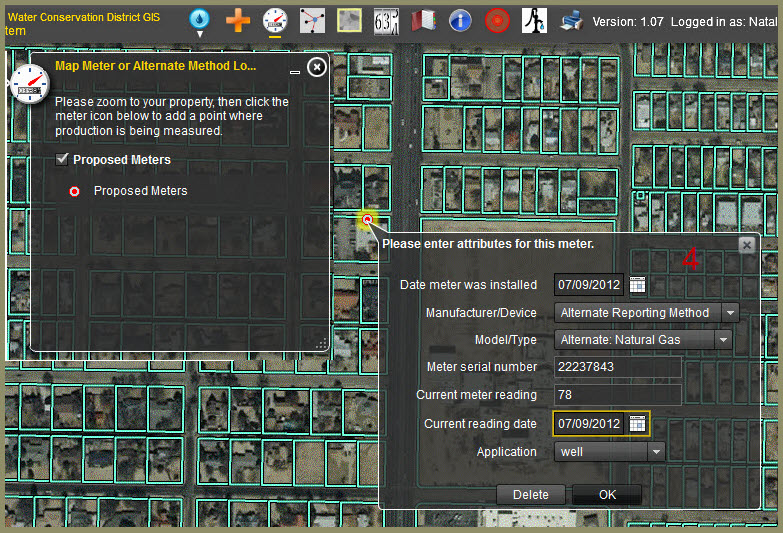 Water Conservation District GIS
tem
631
Version: 1.07 Logged in as: Natal
Map Meter or Alternate Method Lo...
Please zoom to your property, then click the
meter icon below to add a point where
production is being measured.
Proposed Meters
Proposed Meters
Please enter attributes for this meter.
4
Date meter was installed 07/09/2012
Manufacturer/Device Alternate Reporting Method
Model/Type Alternate: Natural Gas
Meter serial number 22237843
Current meter reading 78
Current reading date 07/09/2012
Application well
Delete OK